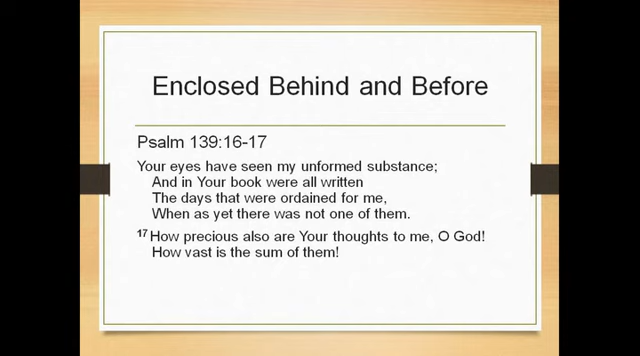 Enclosed Behind and Before
Psalm 139:16-17
Your eyes have seen my unformed substance;
And in Your book were all written
The days that were ordained for me,
When as yet there was not one of them.
17 How precious also are Your thoughts to me, O God!
How vast is the sum of them!